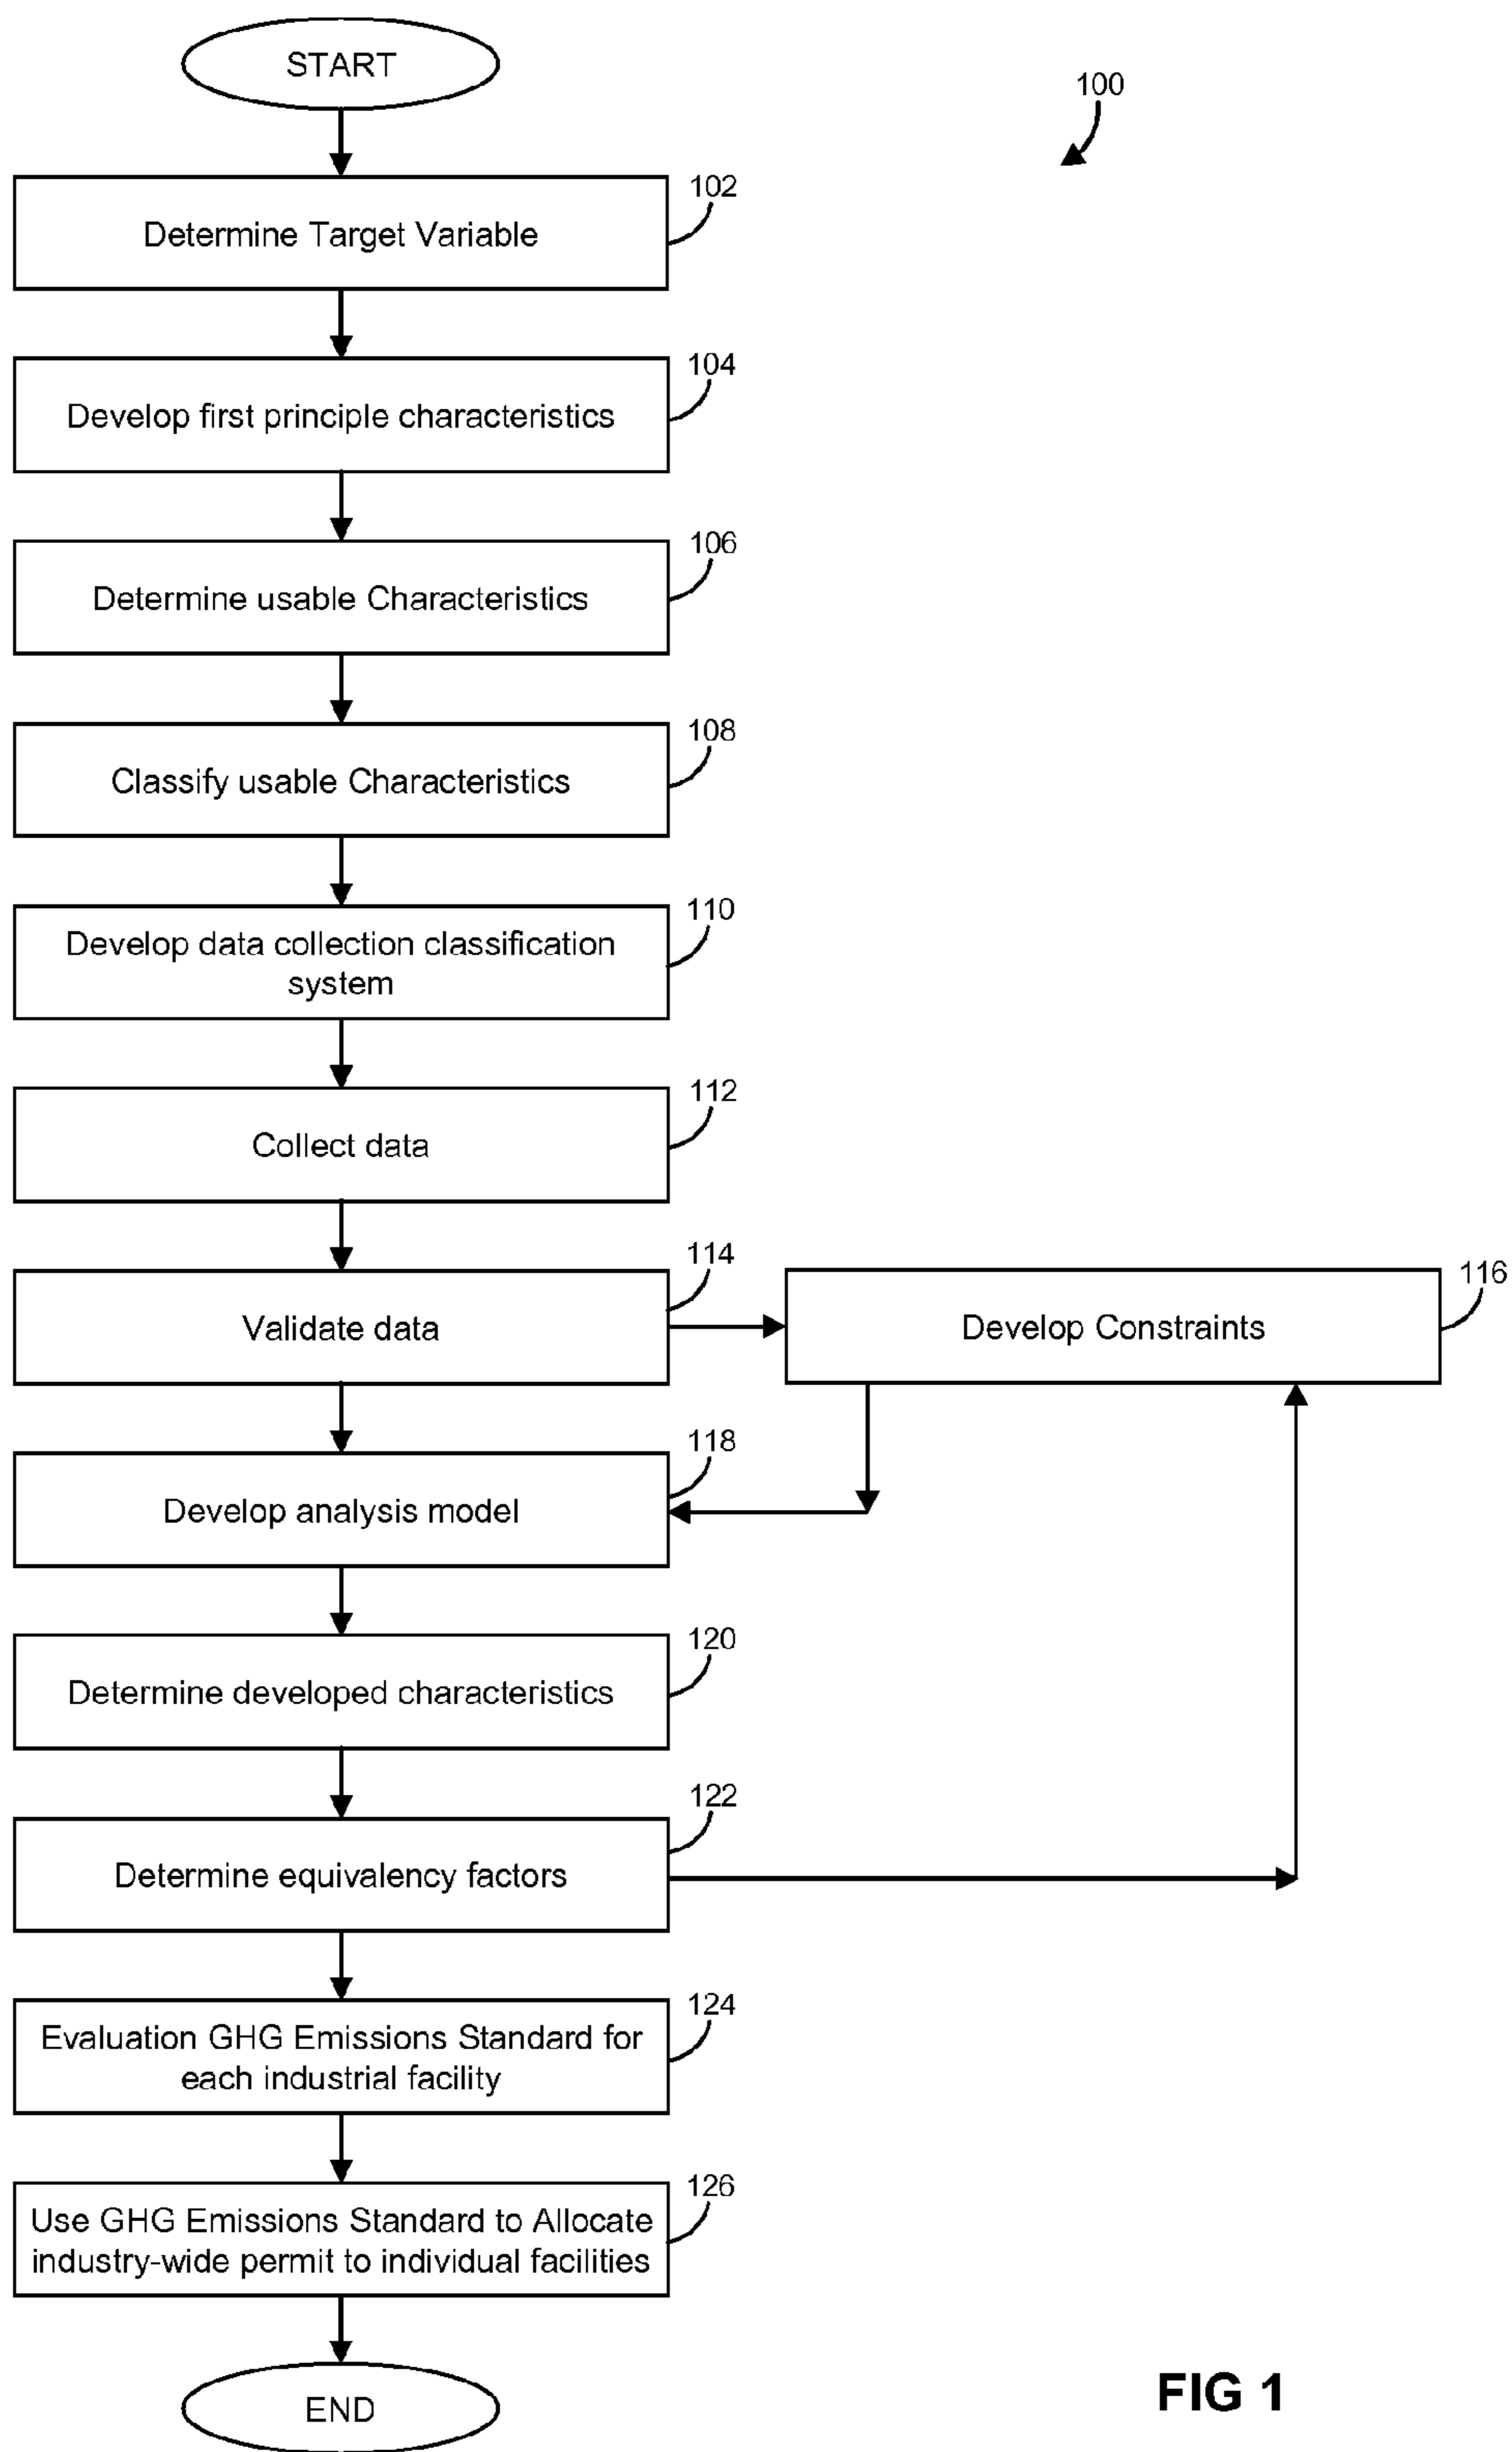 START
100
102
Determine Target Variable
104
Develop first principle characteristics
106
Determine usable Characteristics
108
Classify usable Characteristics
110
Develop data collection classification
system
112
Collect data
114
Validate data
116
Develop Constraints
118
Develop analysis model
120
Determine developed characteristics
122
Determine equivalency factors
124
Evaluation GHG Emissions Standard for
each industrial facility
126
Use GHG Emissions Standard to Allocate
industry-wide permit to individual facilities
END
FIG 1